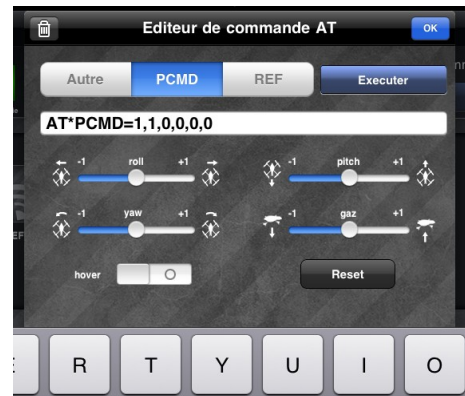 Editeur de commande AT
OK
Autre PCMD REF Executer
AT*PCMD=1,1,0,0,0,0
-1 roll +1 -1 pitch +1
-1 yaw +1 -1 gaz +1
hover Reset
R T Y U I O